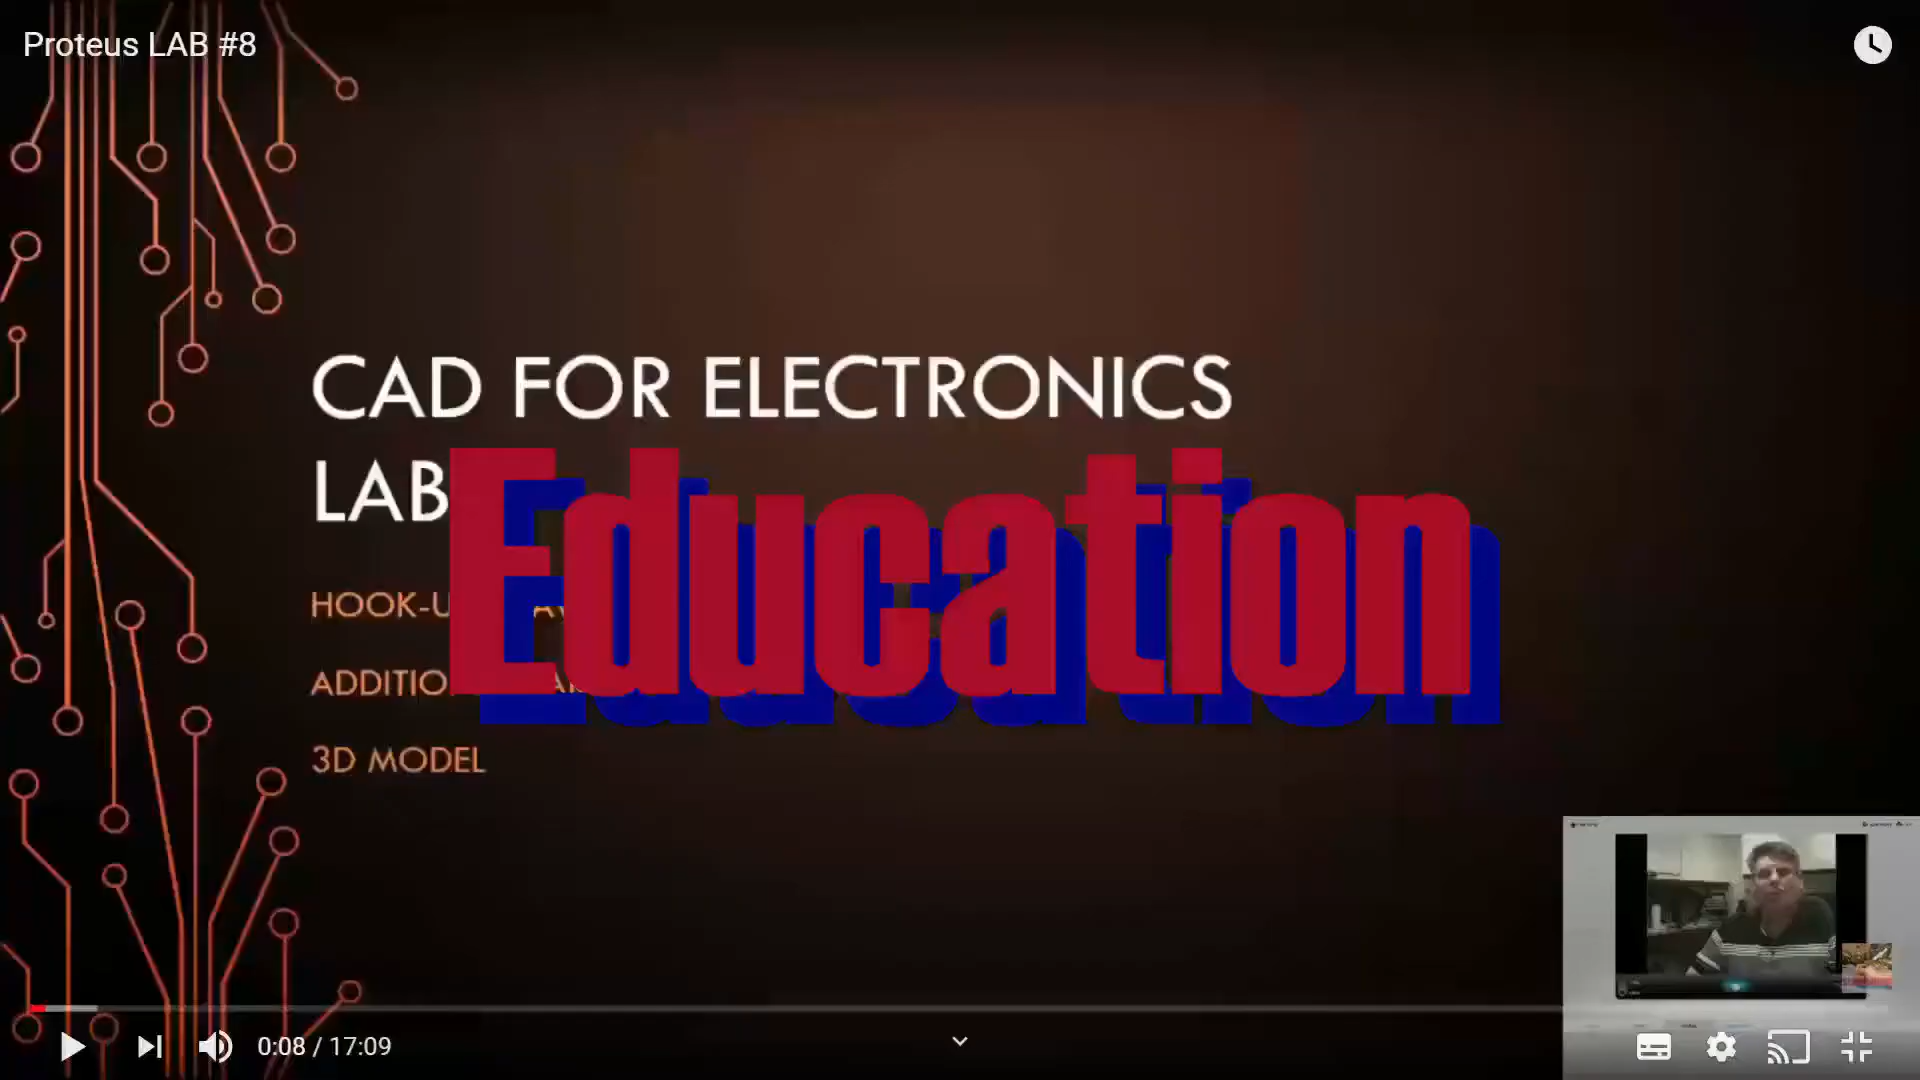 Proteus LAB #8
CAD FOR ELECTRONICS
LAB
Education
HOOK-U
ADDITIO
3D MODEL
0:08 / 17:09